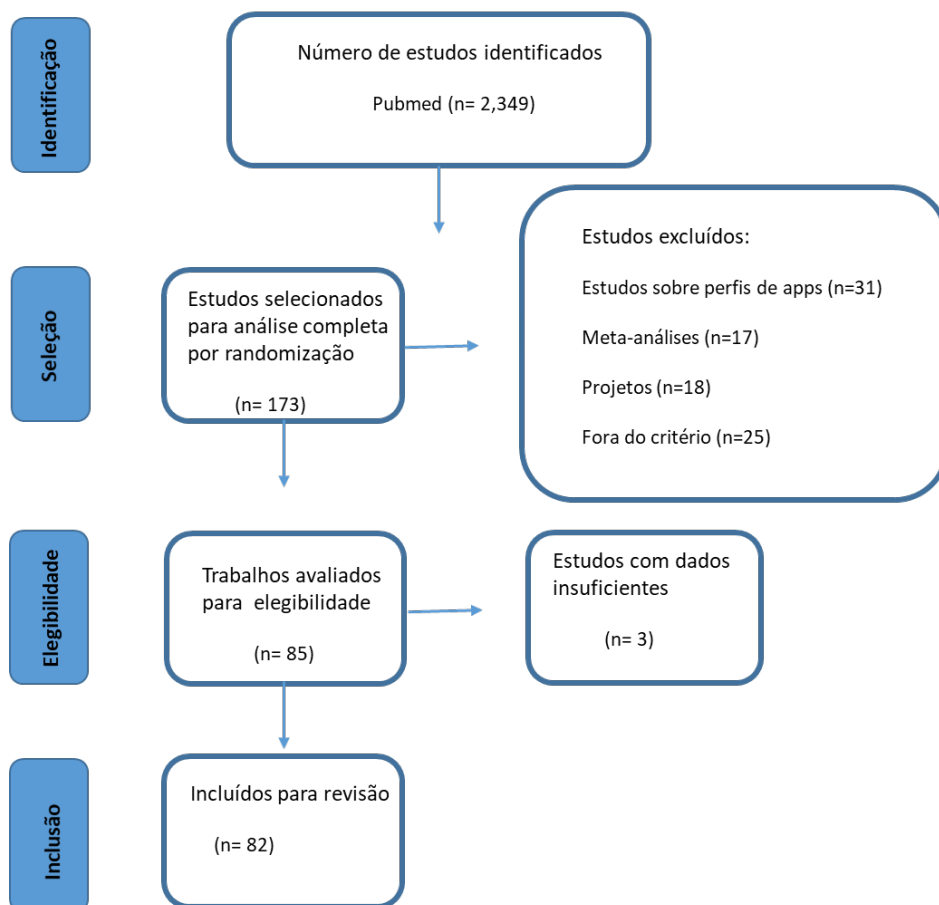 Identificação
Número de estudos identificados
Pubmed (n= 2,349)
Seleção
Estudos selecionados
para análise completa
por randomização
(n= 173)
Estudos excluídos:
Estudos sobre perfis de apps (n=31)
Meta-análises (n=17)
Projetos (n=18)
Fora do critério (n=25)
Elegibilidade
Trabalhos avaliados
para elegibilidade
(n= 85)
Estudos com dados
insuficientes
(n= 3)
Inclusão
Incluídos para revisão
(n= 82)